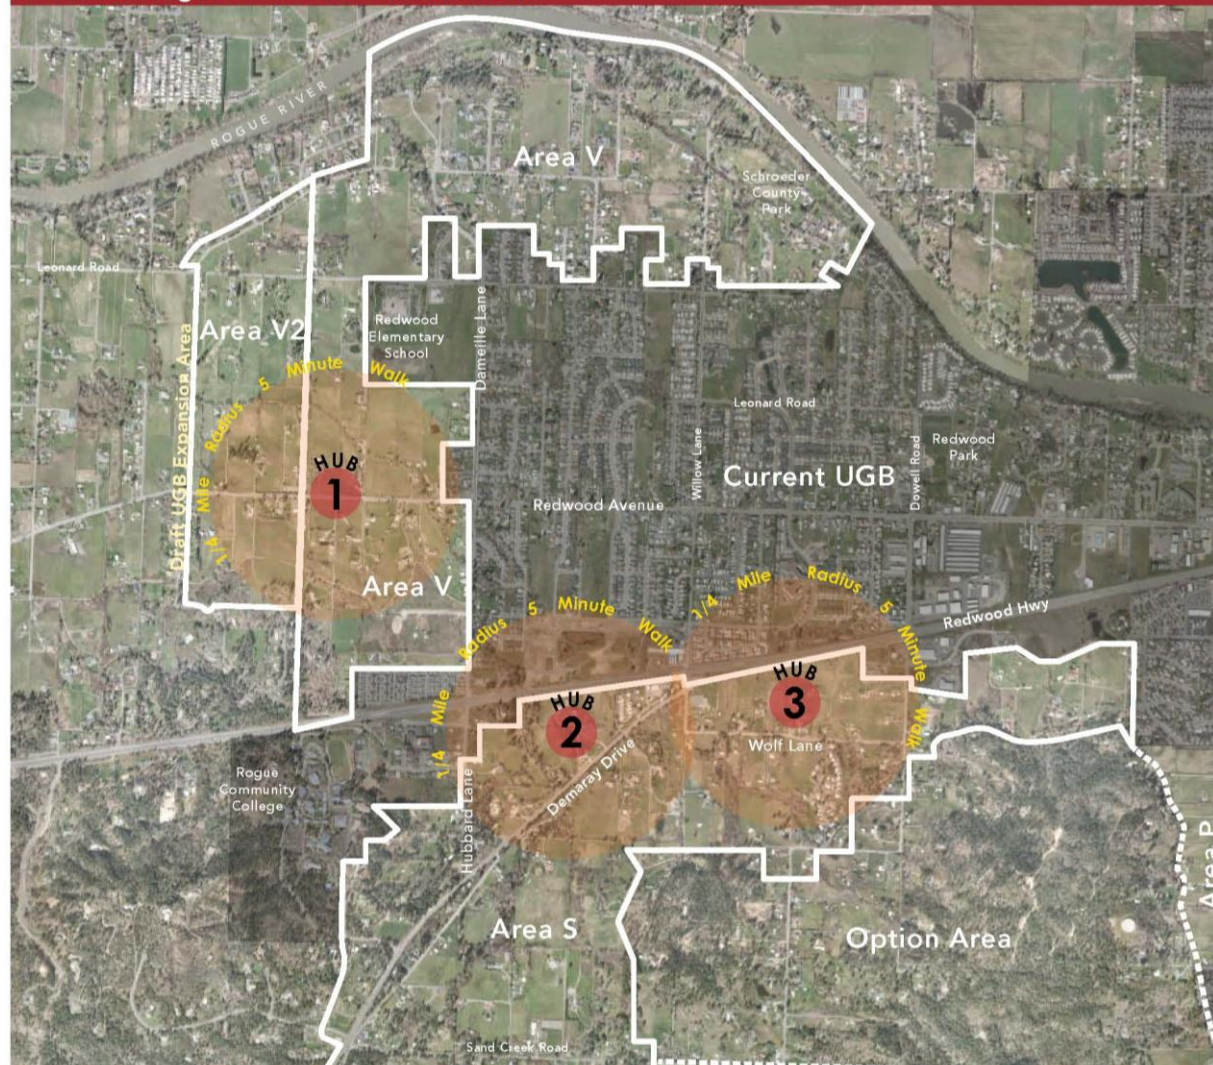 ROGUE RIVER
Area V
Schroeder
County
Park
Leonard Road
Area V2
Redwood
Elementary
School
Dameille Lane
Draft UGB Expansion Area
1/4 Mile Radius 5 Minute Walk
HUB
1
Leonard Road
Willow Lane
Current UGB
Dowell Road
Redwood
Park
Redwood Avenue
Area V
1/4 Mile Radius 5 Minute Walk
HUB
2
1/4 Mile Radius 5 Minute Walk
HUB
3
Redwood Hwy
Wolf Lane
Demaray Drive
Rogue
Community
College
Hubbard Lane
Area S
Option Area
Area P
Sand Creek Road